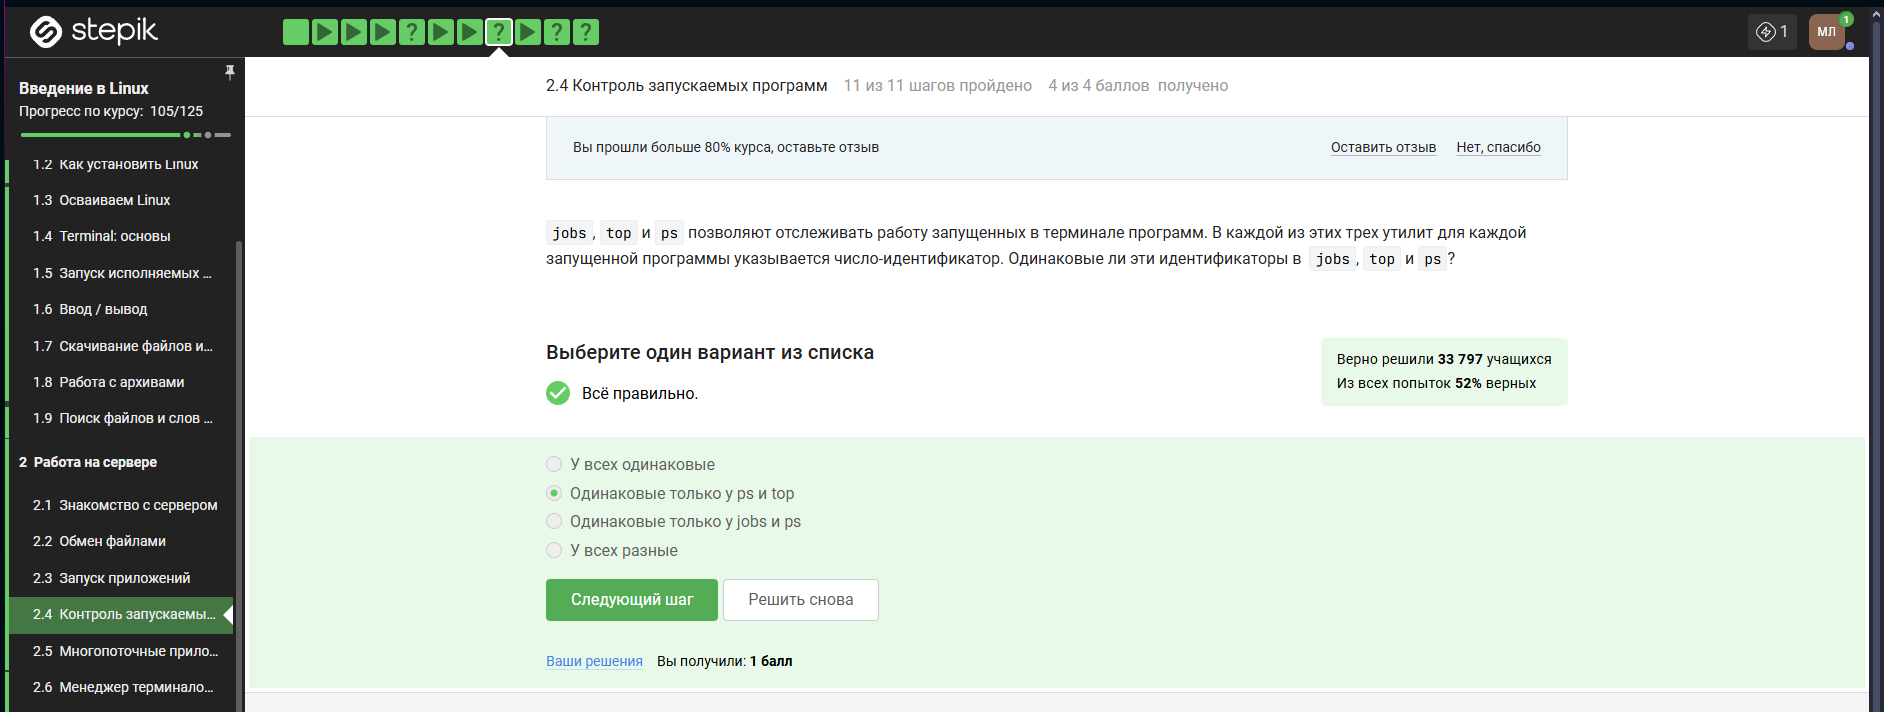 stepik
?
?
?
?
1
МЛ
1
Введение в Linux
Прогресс по курсу: 105/125
1.2 Как установить Linux
1.3 Осваиваем Linux
1.4 Terminal: основы
1.5 Запуск исполняемых ...
1.6 Ввод / вывод
1.7 Скачивание файлов и...
1.8 Работа с архивами
1.9 Поиск файлов и слов ...
2 Работа на сервере
2.1 Знакомство с сервером
2.2 Обмен файлами
2.3 Запуск приложений
2.4 Контроль запускаемы...
2.5 Многопоточные прило...
2.6 Менеджер терминало...
2.4 Контроль запускаемых программ 11 из 11 шагов пройдено 4 из 4 баллов получено
Вы прошли больше 80% курса, оставьте отзыв
Оставить отзыв Нет, спасибо
jobs, top и ps позволяют отслеживать работу запущенных в терминале программ. В каждой из этих трех утилит для каждой
запущенной программы указывается число-идентификатор. Одинаковые ли эти идентификаторы в jobs, top и ps?
Выберите один вариант из списка
Всё правильно.
Верно решили 33 797 учащихся
Из всех попыток 52% верных
У всех одинаковые
Одинаковые только у ps и top
Одинаковые только у jobs и ps
У всех разные
Следующий шаг
Решить снова
Ваши решения Вы получили: 1 балл